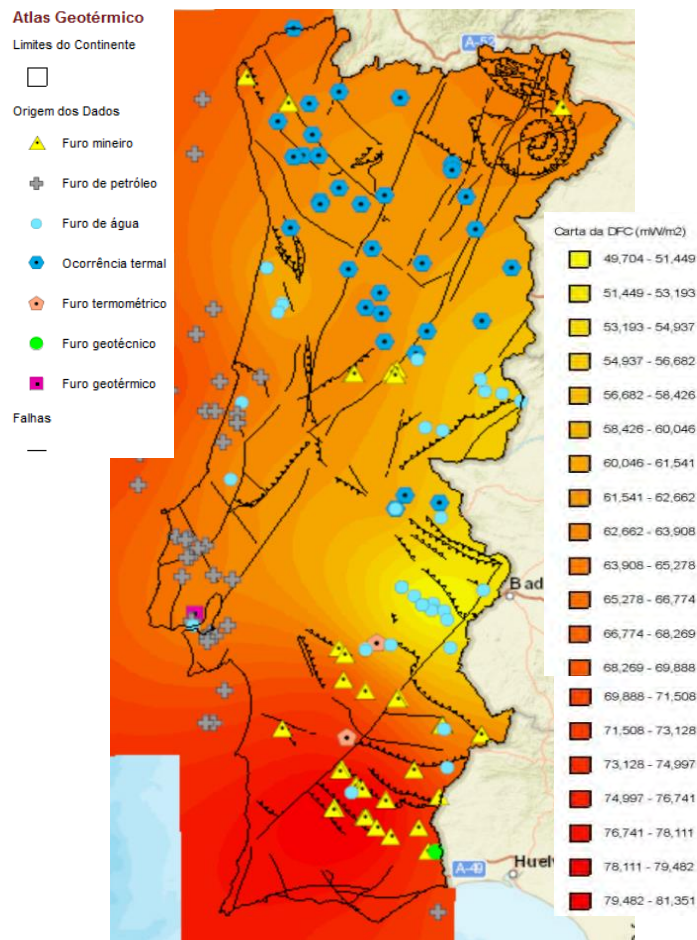 Atlas Geotérmico
Limites do Continente
Origem dos Dados
Furo mineiro
Furo de petróleo
Furo de água
Ocorrência termal
Furo termométrico
Furo geotécnico
Furo geotérmico
Falhas
A-52
Carta da DFC (mW/m2)
49,704 - 51,449
51,449 - 53,193
53,193 - 54,937
54,937 - 56,682
56,682 - 58,426
58,426 - 60,046
60,046 - 61,541
61,541 - 62,662
62,662 - 63,908
63,908 - 65,278
65,278 - 66,774
66,774 - 68,269
68,269 - 69,888
69,888 - 71,508
71,508 - 73,128
73,128 - 74,997
74,997 - 76,741
76,741 - 78,111
78,111 - 79,482
79,482 - 81,351
Bad
A-49
Huelv